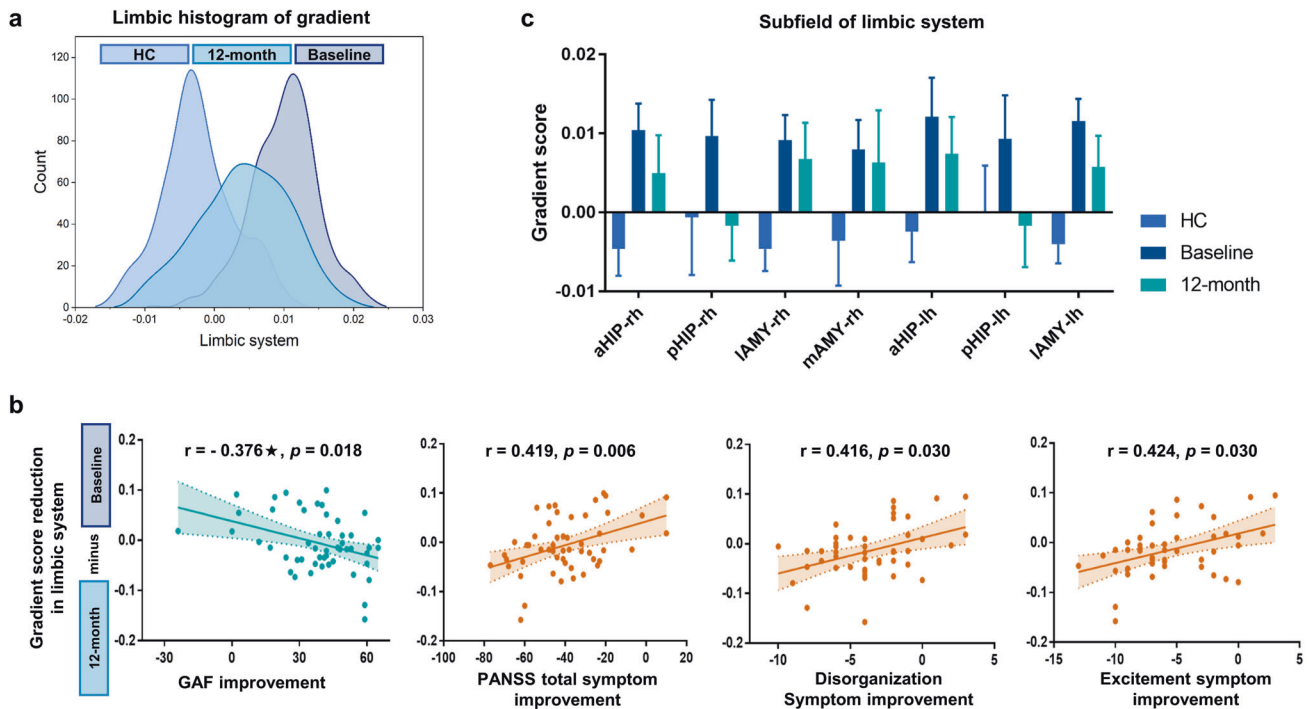 a
Limbic histogram of gradient
HC 12-month Baseline
120
100
80
60
40
20
0
Count
-0.02 -0.01 0.00 0.01 0.02 0.03
Limbic system
c
Subfield of limbic system
0.02
0.01
0.00
-0.01
Gradient score
aHIP-rh pHIP-rh lAMY-rh mAMY-rh aHIP-lh pHIP-lh lAMY-lh
HC
Baseline
12-month
b
Gradient score reduction
in limbic system
Baseline
minus
12-month
r = - 0.376★, p = 0.018
0.2
0.1
0.0
-0.1
-0.2
-30 0 30 60
GAF improvement
r = 0.419, p = 0.006
0.2
0.1
0.0
-0.1
-0.2
-100 -80 -60 -40 -20 0 20
PANSS total symptom
improvement
r = 0.416, p = 0.030
0.2
0.1
0.0
-0.1
-0.2
-10 -5 0 5
Disorganization
Symptom improvement
r = 0.424, p = 0.030
0.2
0.1
0.0
-0.1
-0.2
-15 -10 -5 0 5
Excitement symptom
improvement